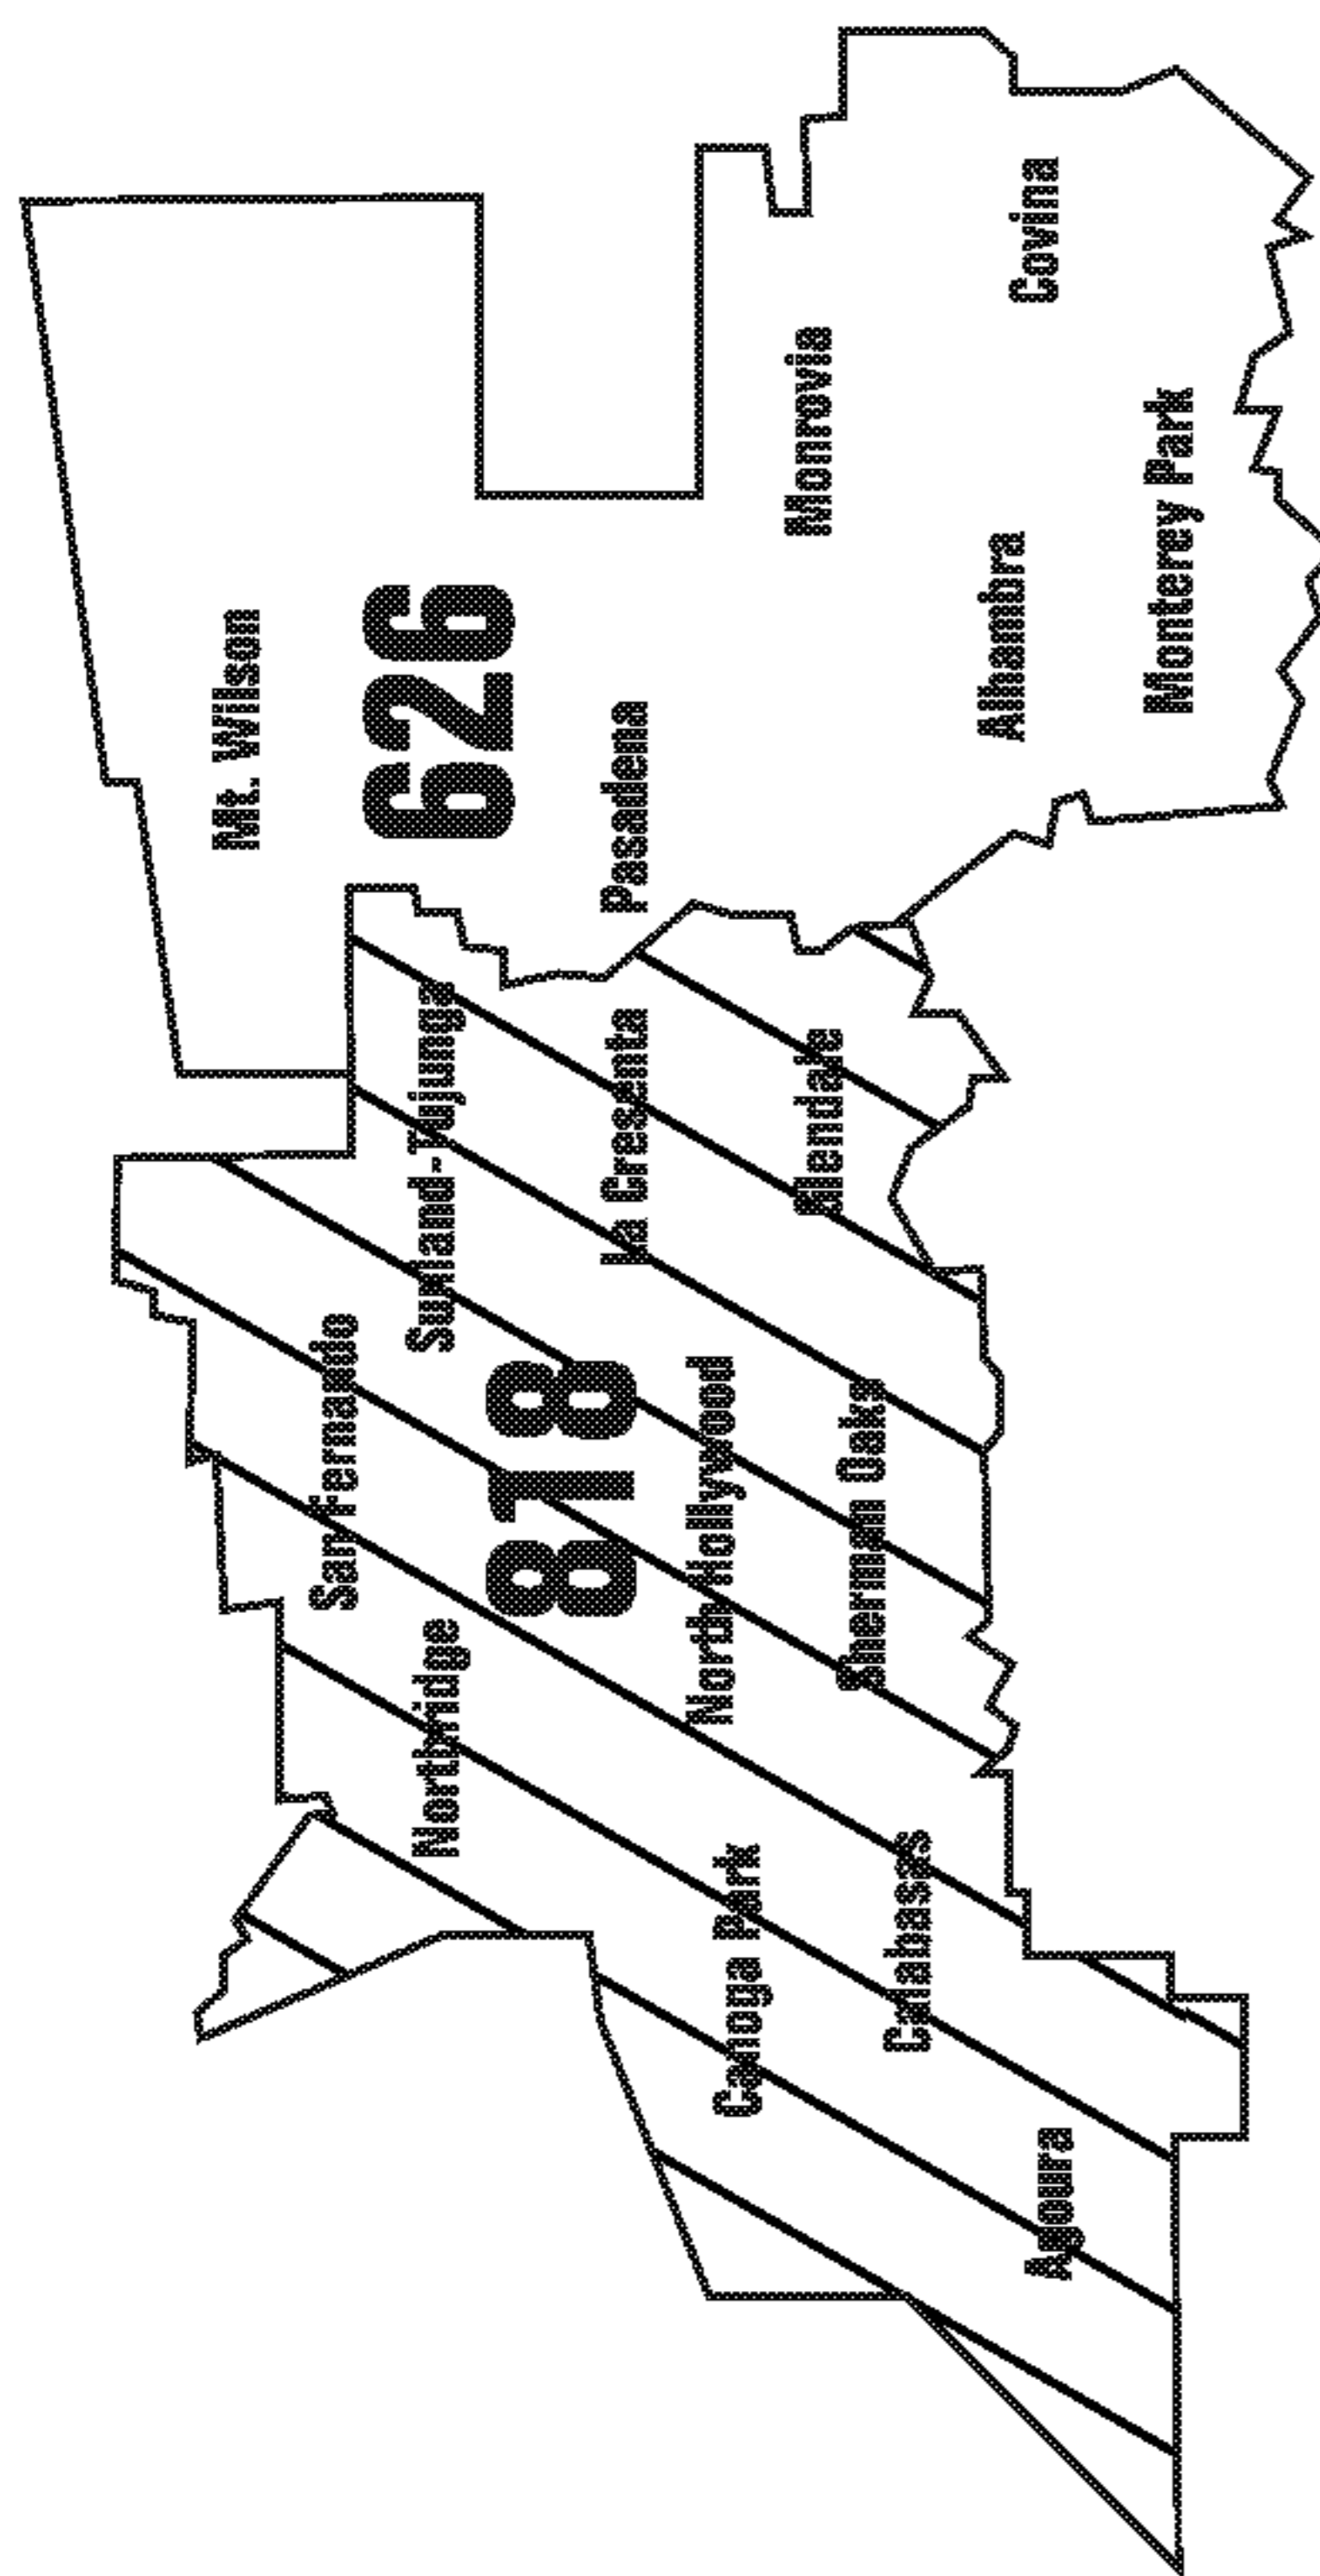 Mt. Wilson
San Fernando
Northridge
Sunland-Tujunga
626
818
La Crescenta
Pasadena
North Hollywood
Canoga Park
Glendale
Monrovia
Sherman Oaks
Calabasas
Alhambra
Covina
Agoura
Monterey Park